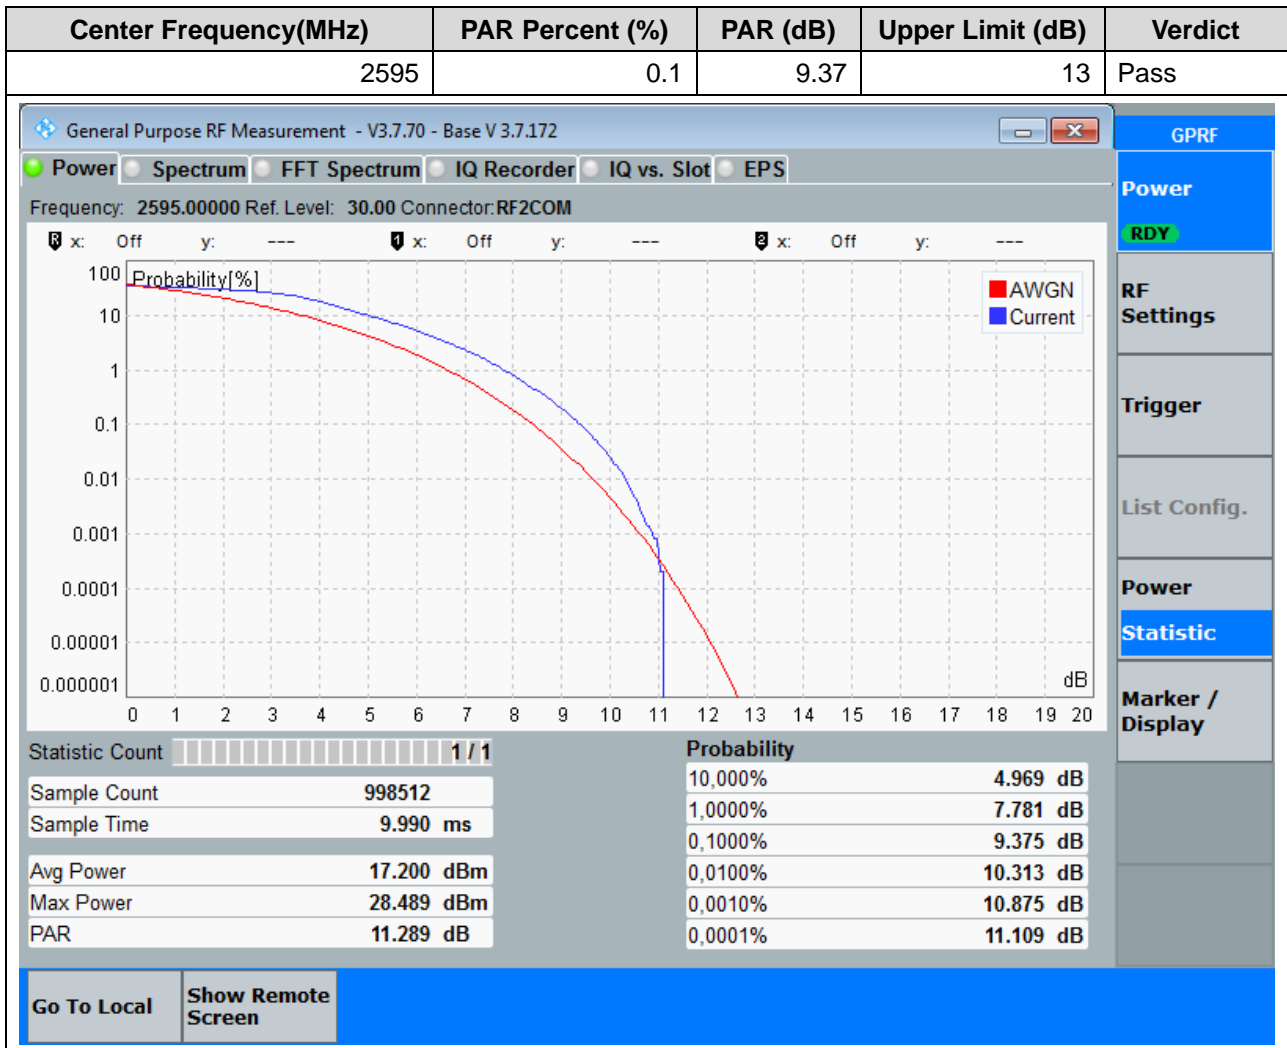 Center Frequency(MHz) PAR Percent (%) PAR (dB) Upper Limit (dB) Verdict
2595 0.1 9.37 13 Pass
General Purpose RF Measurement - V3.7.70 - Base V 3.7.172
GPRF
Power Spectrum FFT Spectrum IQ Recorder IQ vs. Slot EPS
Frequency: 2595.00000 Ref. Level: 30.00 Connector: RF2COM
R x: Off y: --- 1 x: Off y: --- 2 x: Off y: ---
Probability[%]
AWGN
Current
100
10
1
0.1
0.01
0.001
0.0001
0.00001
0.000001
dB
0 1 2 3 4 5 6 7 8 9 10 11 12 13 14 15 16 17 18 19 20
Statistic Count 1 / 1
Sample Count 998512
Sample Time 9.990 ms
Avg Power 17.200 dBm
Max Power 28.489 dBm
PAR 11.289 dB
Probability
10,000% 4.969 dB
1,0000% 7.781 dB
0,1000% 9.375 dB
0,0100% 10.313 dB
0,0010% 10.875 dB
0,0001% 11.109 dB
Power
RDY
RF
Settings
Trigger
List Config.
Power
Statistic
Marker /
Display
Go To Local
Show Remote
Screen